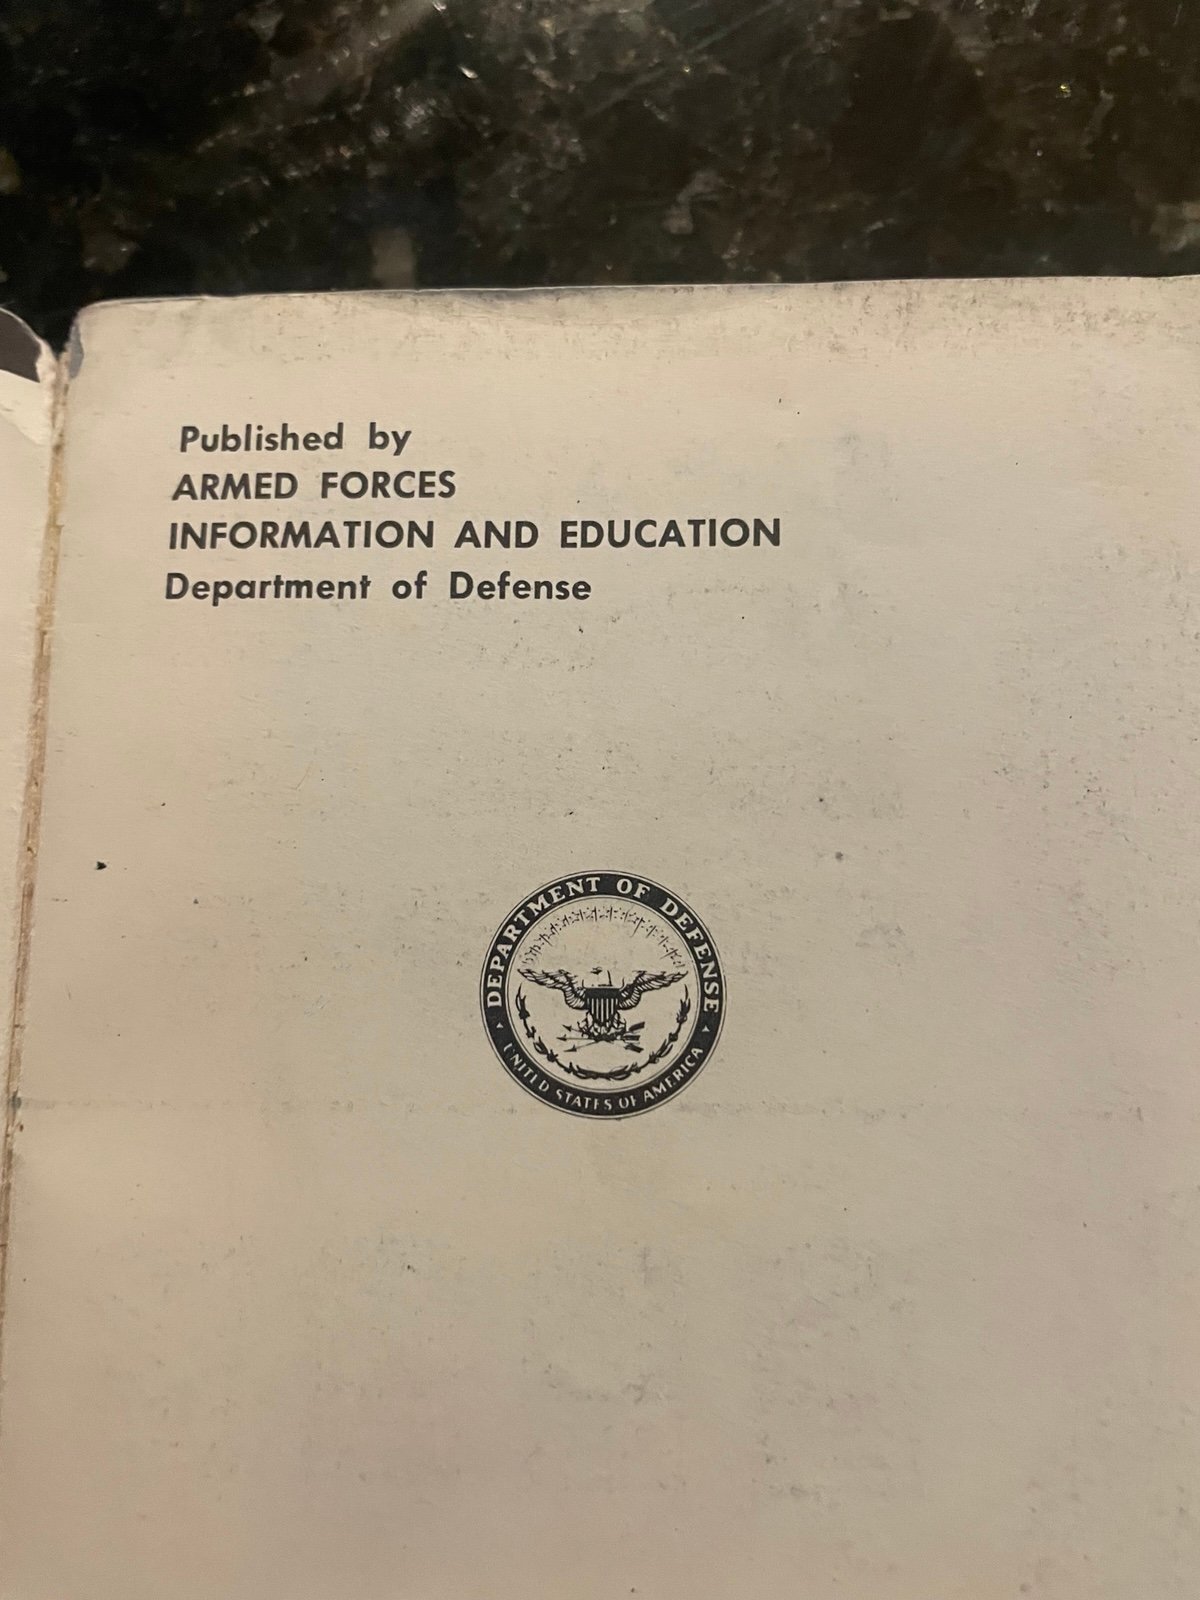 Published by
ARMED FORCES
INFORMATION AND EDUCATION
Department of Defense
DEPARTMENT OF DEFENSE
UNITED STATES OF AMERICA